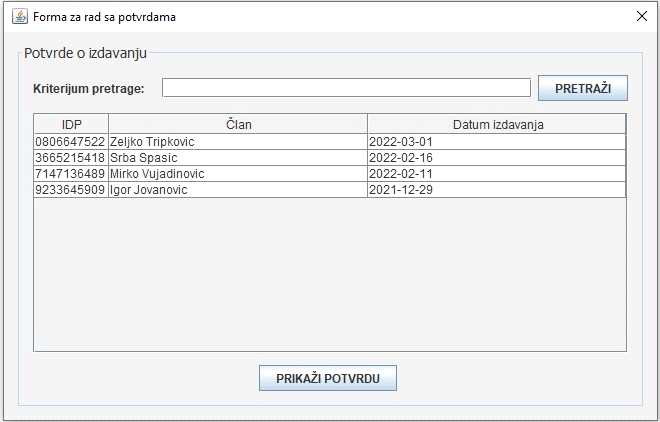 Forma za rad sa potvrdama
Potvrde o izdavanju
Kriterijum pretrage: PRETRAŽI
IDP Član Datum izdavanja
0806647522 Zeljko Tripkovic 2022-03-01
3665215418 Srba Spasic 2022-02-16
7147136489 Mirko Vujadinovic 2022-02-11
9233645909 Igor Jovanovic 2021-12-29
PRIKAŽI POTVRDU